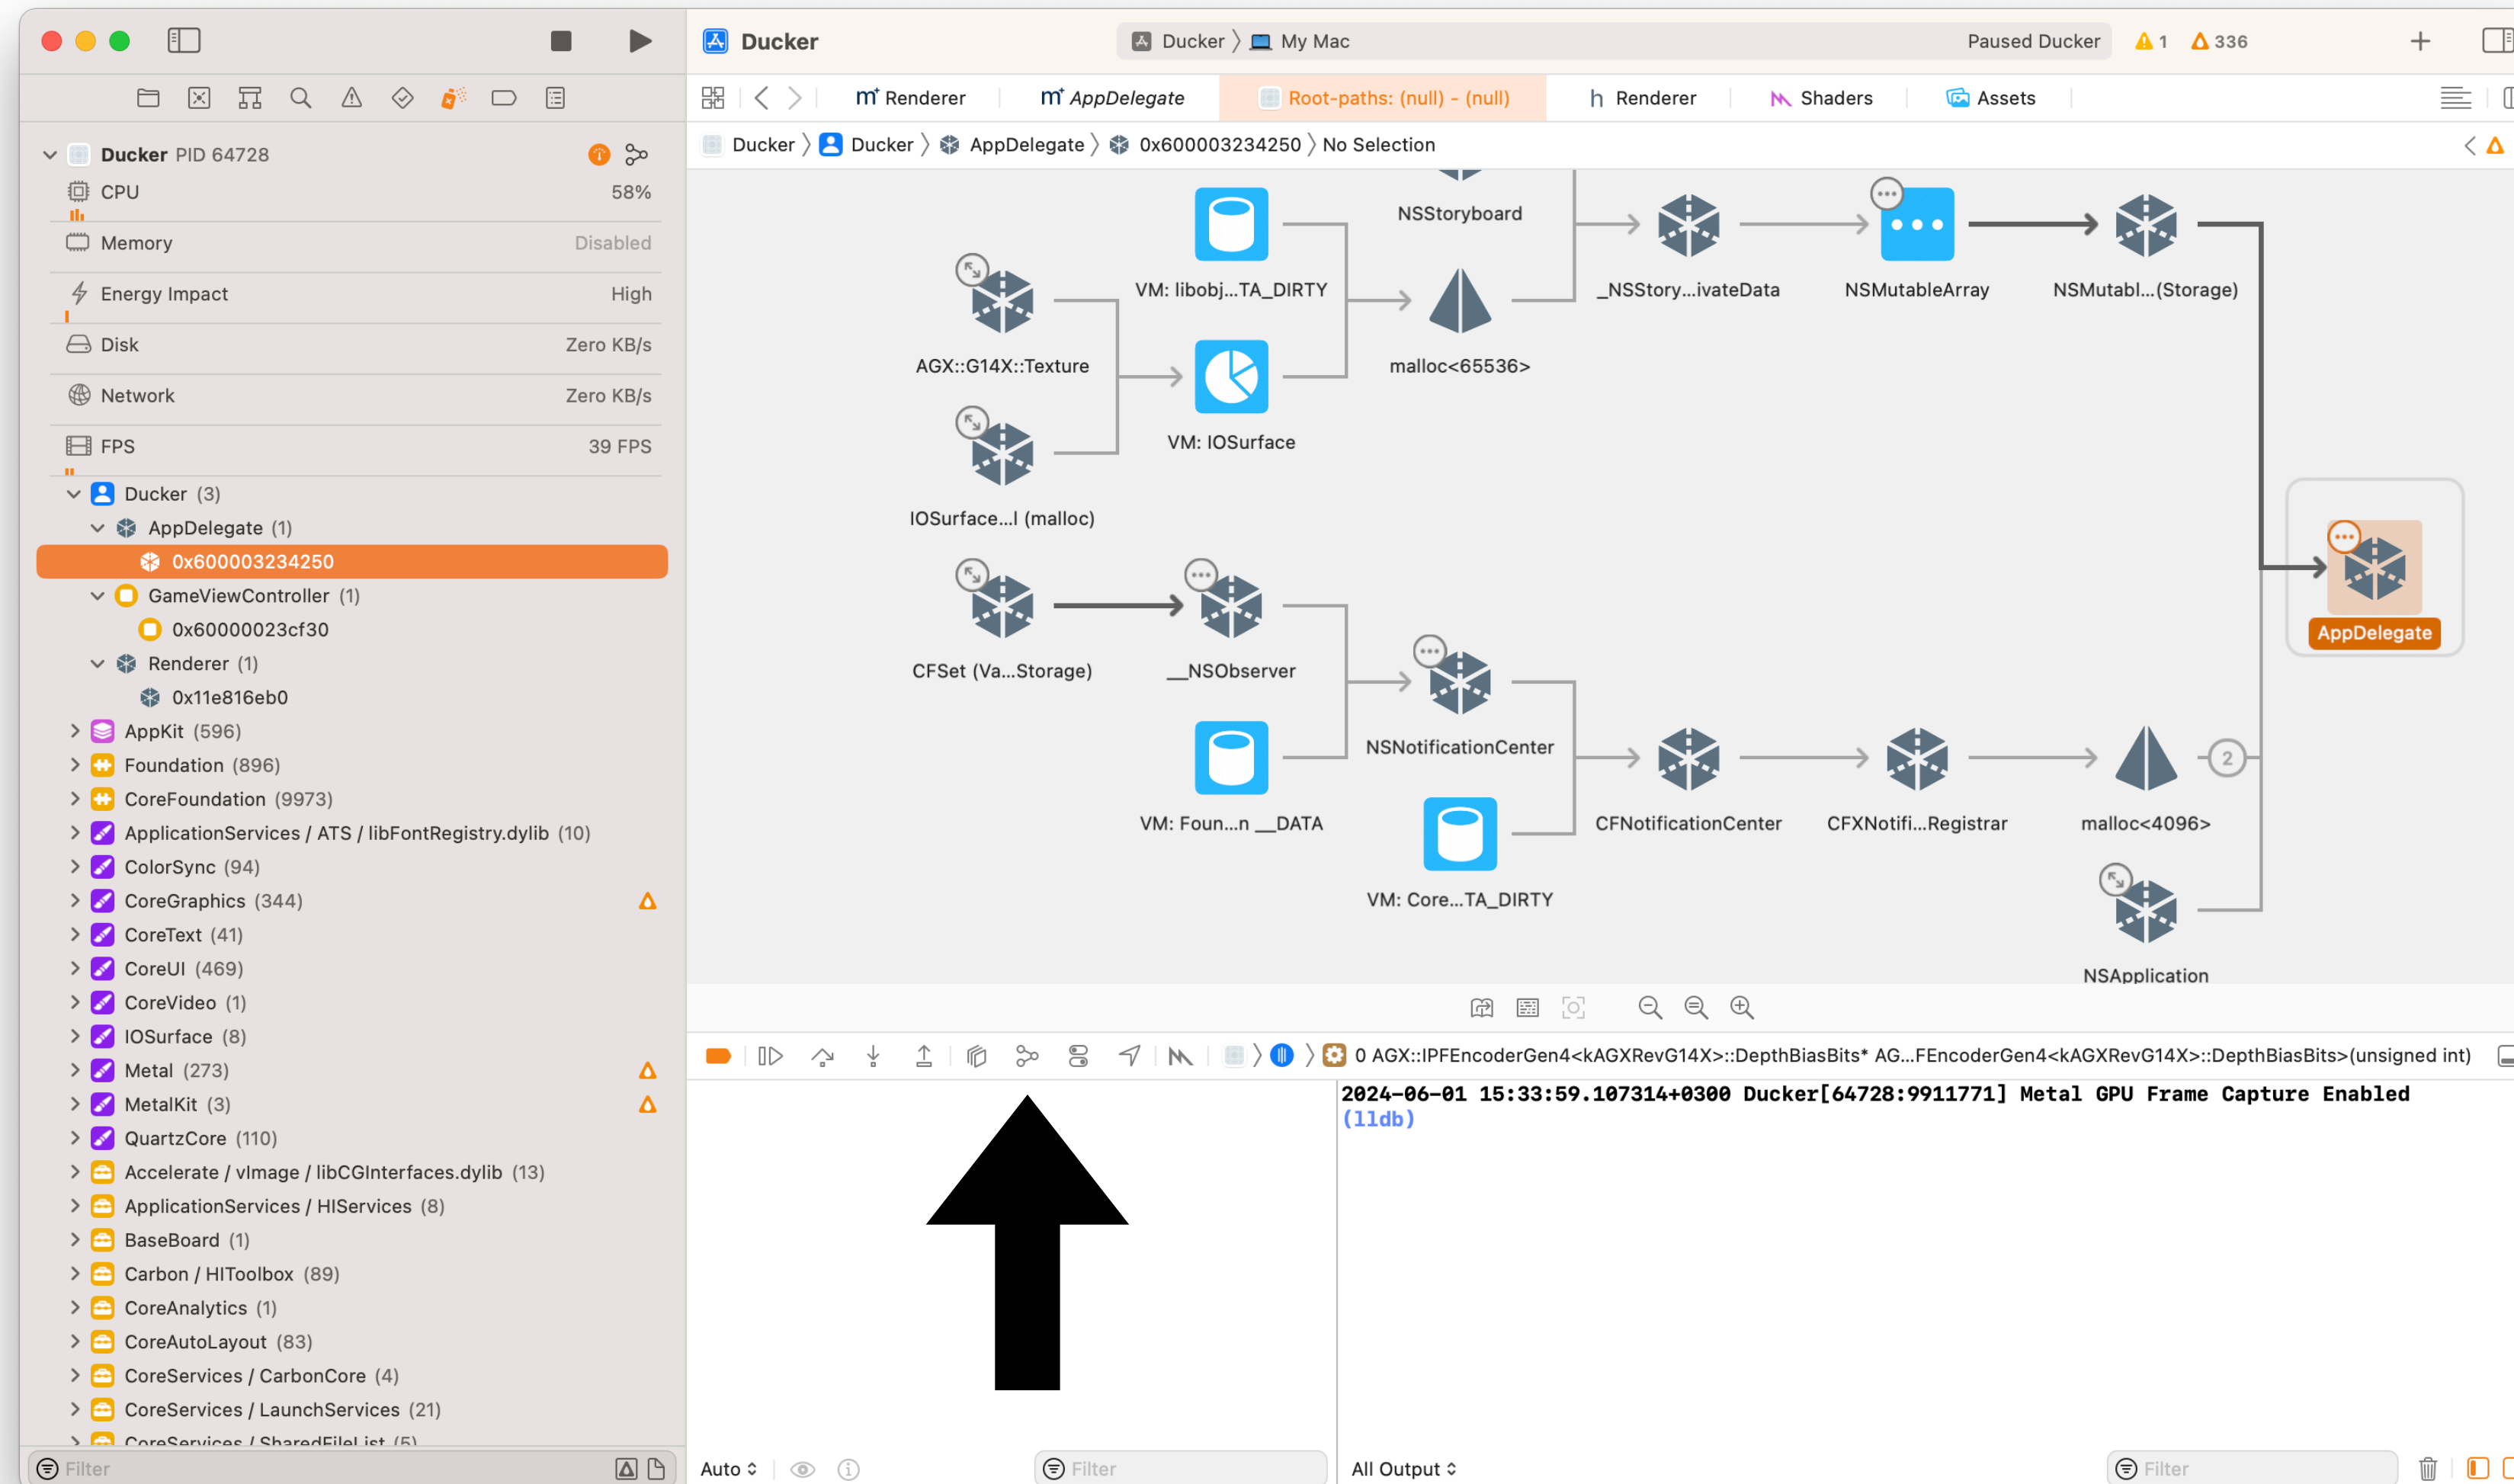 Ducker
Ducker
My Mac
Paused Ducker
1
336
Renderer
AppDelegate
Root-paths: (null) - (null)
h Renderer
Shaders
Assets
Ducker
Ducker
AppDelegate
0x600003234250
No Selection
Ducker PID 64728
CPU 58%
Memory Disabled
Energy Impact High
Disk Zero KB/s
Network Zero KB/s
FPS 39 FPS
Ducker (3)
AppDelegate (1)
0x600003234250
GameViewController (1)
0x60000023cf30
Renderer (1)
0x11e816eb0
AppKit (596)
Foundation (896)
CoreFoundation (9973)
ApplicationServices / ATS / libFontRegistry.dylib (10)
ColorSync (94)
CoreGraphics (344)
CoreText (41)
CoreUI (469)
CoreVideo (1)
IOSurface (8)
Metal (273)
MetalKit (3)
QuartzCore (110)
Accelerate / vImage / libCGInterfaces.dylib (13)
ApplicationServices / HIServices (8)
BaseBoard (1)
Carbon / HIToolbox (89)
CoreAnalytics (1)
CoreAutoLayout (83)
CoreServices / CarbonCore (4)
CoreServices / LaunchServices (21)
CoreServices / SharedFileList (5)
Filter
NSStoryboard
VM: libobj...TA_DIRTY
_NSStory...ivateData
NSMutableArray
NSMutabl...(Storage)
AGX::G14X::Texture
malloc<65536>
VM: IOSurface
IOSurface...l (malloc)
AppDelegate
CFSet (Va...Storage)
__NSObserver
NSNotificationCenter
2
VM: Foun...n __DATA
CFNotificationCenter
CFXNotifi...Registrar
malloc<4096>
VM: Core...TA_DIRTY
NSApplication
0 AGX::IPFEncoderGen4<kAGXRevG14X>::DepthBiasBits* AG...FEncoderGen4<kAGXRevG14X>::DepthBiasBits>(unsigned int)
2024-06-01 15:33:59.107314+0300 Ducker[64728:9911771] Metal GPU Frame Capture Enabled
(lldb)
Auto
Filter
All Output
Filter